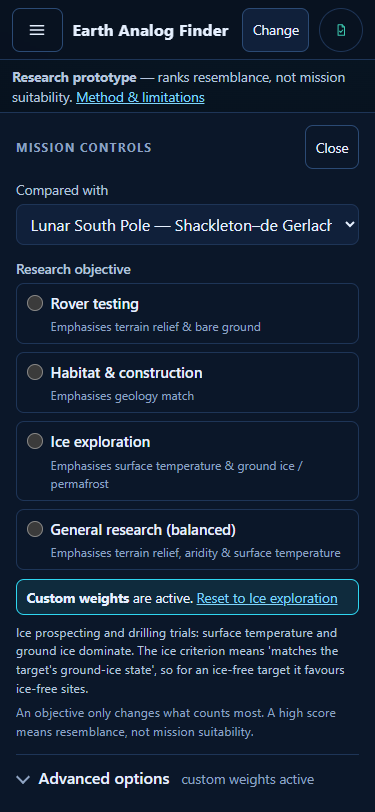 Earth Analog Finder
Change
Research prototype — ranks resemblance, not mission
suitability. Method & limitations
MISSION CONTROLS
Close
Compared with
Lunar South Pole — Shackleton–de Gerlach
Research objective
Rover testing
Emphasises terrain relief & bare ground
Habitat & construction
Emphasises geology match
Ice exploration
Emphasises surface temperature & ground ice /
permafrost
General research (balanced)
Emphasises terrain relief, aridity & surface temperature
Custom weights are active. Reset to Ice exploration
Ice prospecting and drilling trials: surface temperature and
ground ice dominate. The ice criterion means 'matches the
target's ground-ice state', so for an ice-free target it favours
ice-free sites.
An objective only changes what counts most. A high score
means resemblance, not mission suitability.
Advanced options custom weights active